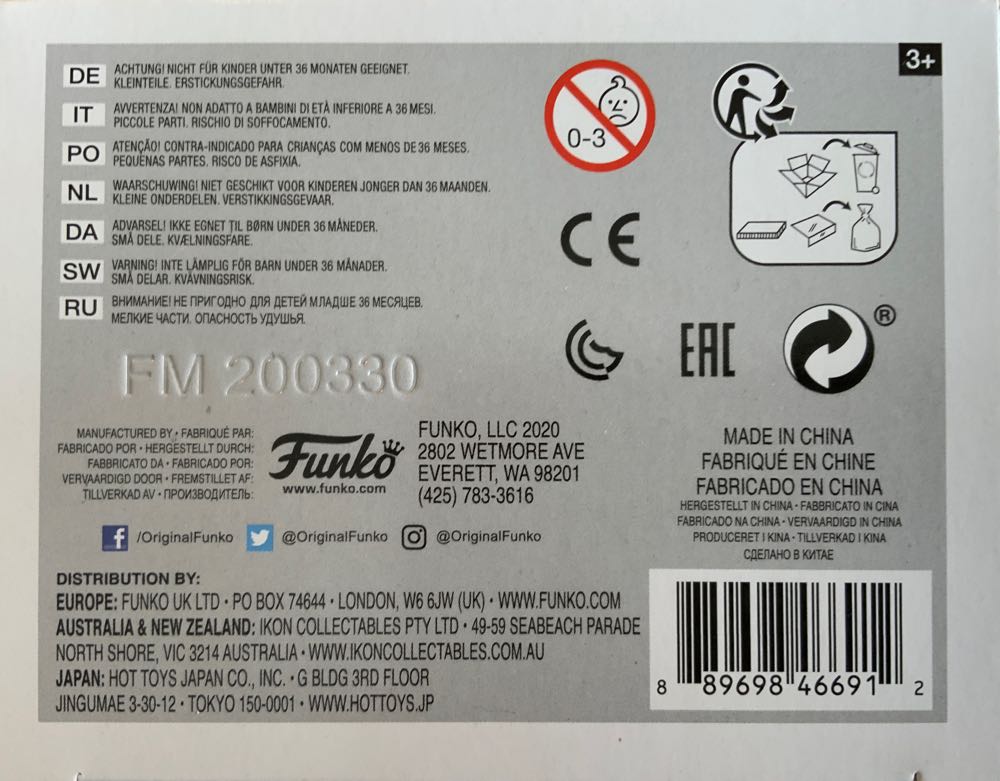 3+
DE ACHTUNG! NICHT FÜR KINDER UNTER 36 MONATEN GEEIGNET.
KLEINTEILE. ERSTICKUNGSGEFAHR.
IT AVVERTENZA! NON ADATTO A BAMBINI DI ETÀ INFERIORE A 36 MESI.
PICCOLE PARTI. RISCHIO DI SOFFOCAMENTO.
PO ATENÇÃO! CONTRA-INDICADO PARA CRIANÇAS COM MENOS DE 36 MESES.
PEQUENAS PARTES. RISCO DE ASFIXIA.
NL WAARSCHUWING! NIET GESCHIKT VOOR KINDEREN JONGER DAN 36 MAANDEN.
KLEINE ONDERDELEN. VERSTIKKINGSGEVAAR.
DA ADVARSEL! IKKE EGNET TIL BØRN UNDER 36 MÅNEDER.
SMÅ DELE. KVÆLNINGSFARE.
SW VARNING! INTE LÄMPLIG FÖR BARN UNDER 36 MÅNADER.
SMÅ DELAR. KVÄVNINGSRISK.
RU ВНИМАНИЕ! НЕ ПРИГОДНО ДЛЯ ДЕТЕЙ МЛАДШЕ 36 МЕСЯЦЕВ.
МЕЛКИЕ ЧАСТИ. ОПАСНОСТЬ УДУШЬЯ.
0-3
CE
EAC
®
FM 200330
MANUFACTURED BY • FABRIQUÉ PAR:
FABRICADO POR • HERGESTELLT DURCH:
FABBRICATO DA • FABRICADO POR:
VERVAARDIGD DOOR • FREMSTILLET AF:
TILLVERKAD AV • ПРОИЗВОДИТЕЛЬ:
Funko
www.funko.com
FUNKO, LLC 2020
2802 WETMORE AVE
EVERETT, WA 98201
(425) 783-3616
MADE IN CHINA
FABRIQUÉ EN CHINE
FABRICADO EN CHINA
HERGESTELLT IN CHINA • FABBRICATO IN CINA
FABRICADO NA CHINA • VERVAARDIGD IN CHINA
PRODUCERET I KINA • TILLVERKAD I KINA
СДЕЛАНО В КИТАЕ
f /OriginalFunko @OriginalFunko @OriginalFunko
DISTRIBUTION BY:
EUROPE: FUNKO UK LTD • PO BOX 74644 • LONDON, W6 6JW (UK) • WWW.FUNKO.COM
AUSTRALIA & NEW ZEALAND: IKON COLLECTABLES PTY LTD • 49-59 SEABEACH PARADE
NORTH SHORE, VIC 3214 AUSTRALIA • WWW.IKONCOLLECTABLES.COM.AU
JAPAN: HOT TOYS JAPAN CO., INC. • G BLDG 3RD FLOOR
JINGUMAE 3-30-12 • TOKYO 150-0001 • WWW.HOTTOYS.JP
8 89698 46691 2